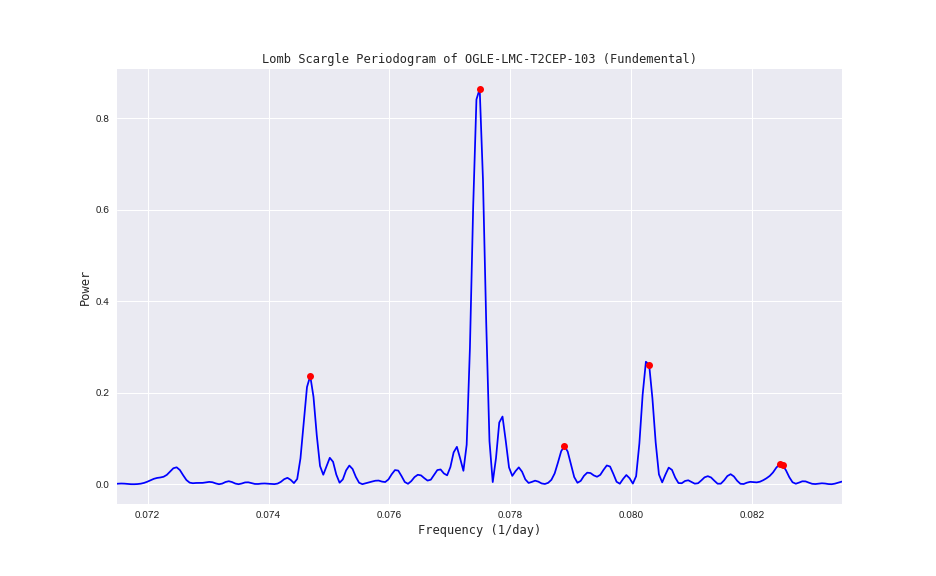 Lomb Scargle Periodogram of OGLE-LMC-T2CEP-103 (Fundemental)
0.8
0.6
0.4
0.2
0.0
Power
0.072 0.074 0.076 0.078 0.080 0.082
Frequency (1/day)